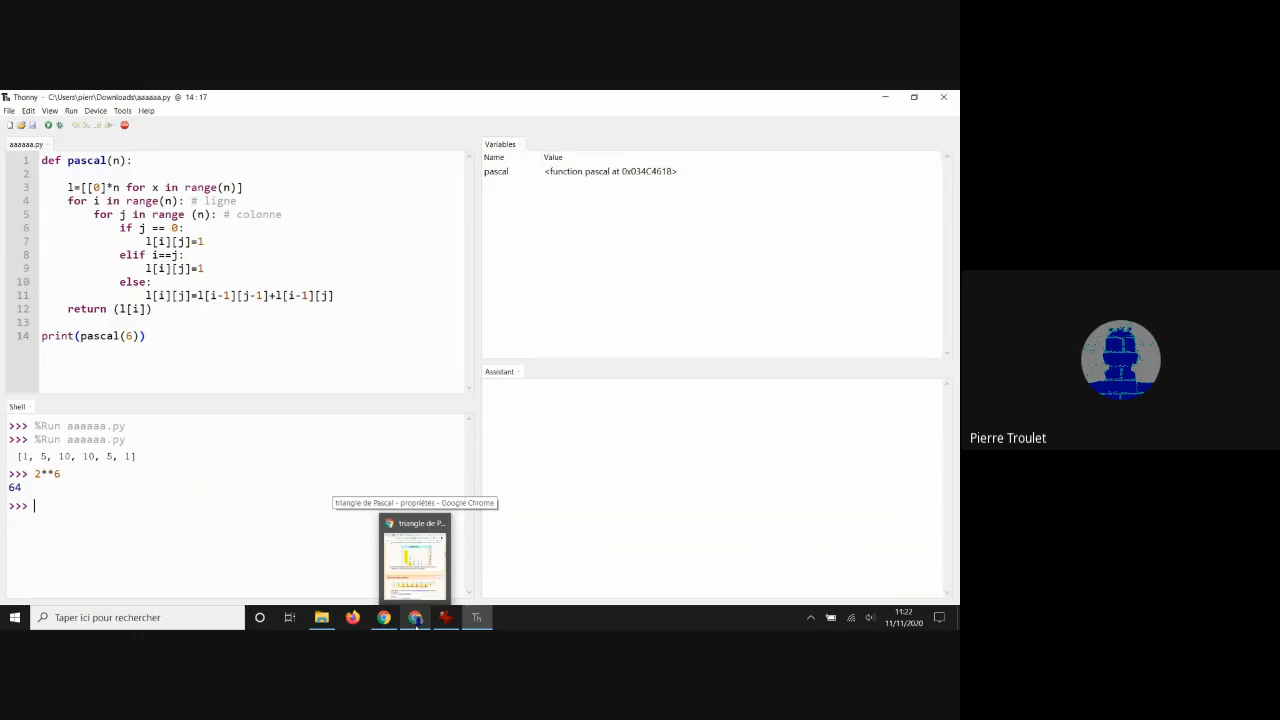 Thonny - C:\Users\pierr\Downloads\aaaaaa.py @ 14 : 17
File Edit View Run Device Tools Help
aaaaaa.py
1 def pascal(n):
2
3 l=[[0]*n for x in range(n)]
4 for i in range(n): # ligne
5 for j in range (n): # colonne
6 if j == 0:
7 l[i][j]=1
8 elif i==j:
9 l[i][j]=1
10 else:
11 l[i][j]=l[i-1][j-1]+l[i-1][j]
12 return (l[i])
13
14 print(pascal(6))
Variables
Name Value
pascal <function pascal at 0x034C4618>
Assistant
Shell
>>> %Run aaaaaa.py
>>> %Run aaaaaa.py
[1, 5, 10, 10, 5, 1]
>>> 2**6
64
>>>
triangle de Pascal - propriétés - Google Chrome
triangle de P...
Taper ici pour rechercher
Th
11:22
11/11/2020
Pierre Troulet